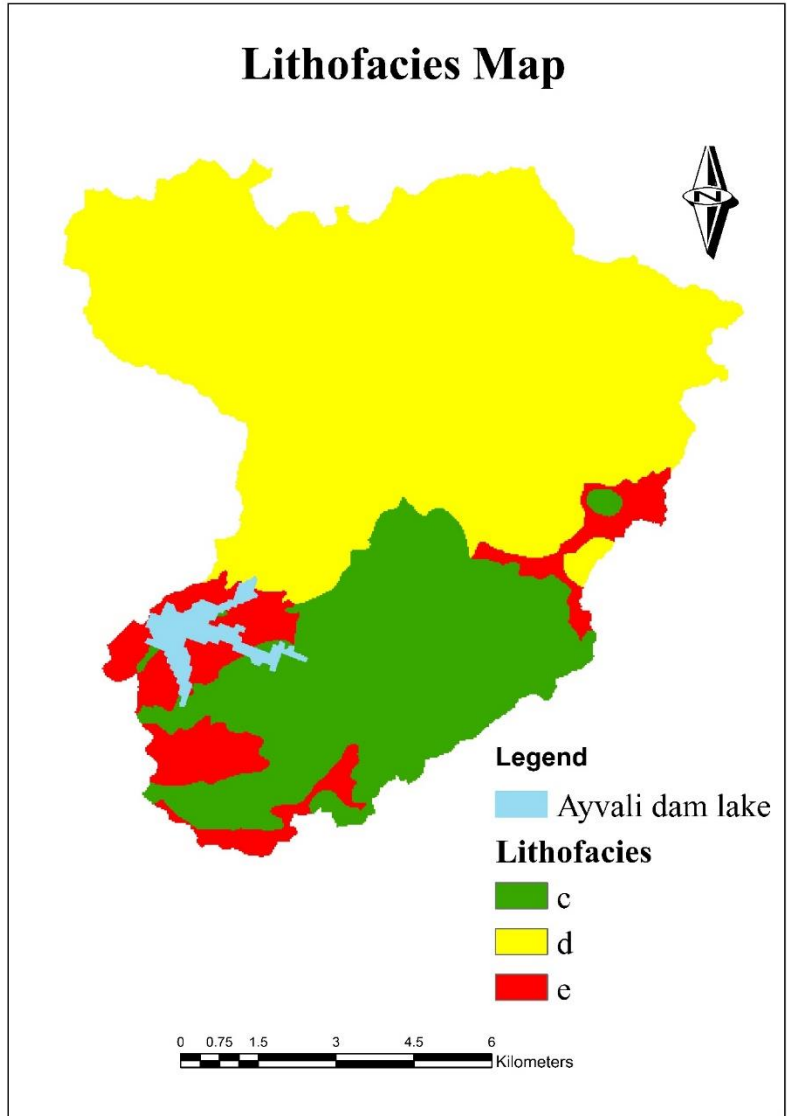 Lithofacies Map
N
Legend
Ayvali dam lake
Lithofacies
c
d
e
0 0.75 1.5 3 4.5 6
Kilometers